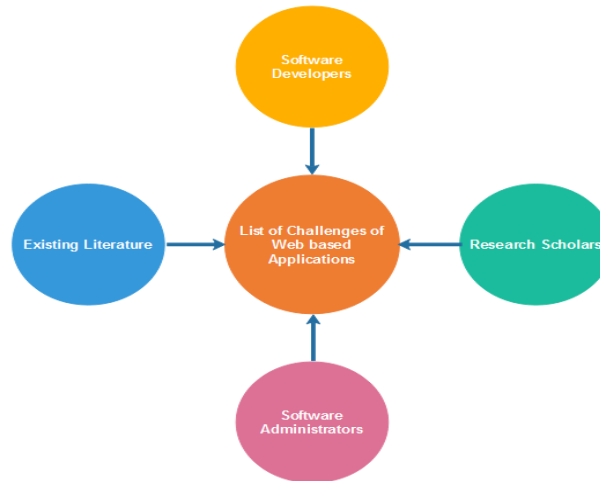 Software
Developers
Existing Literature
List of Challenges of
Web based
Applications
Research Scholars
Software
Administrators